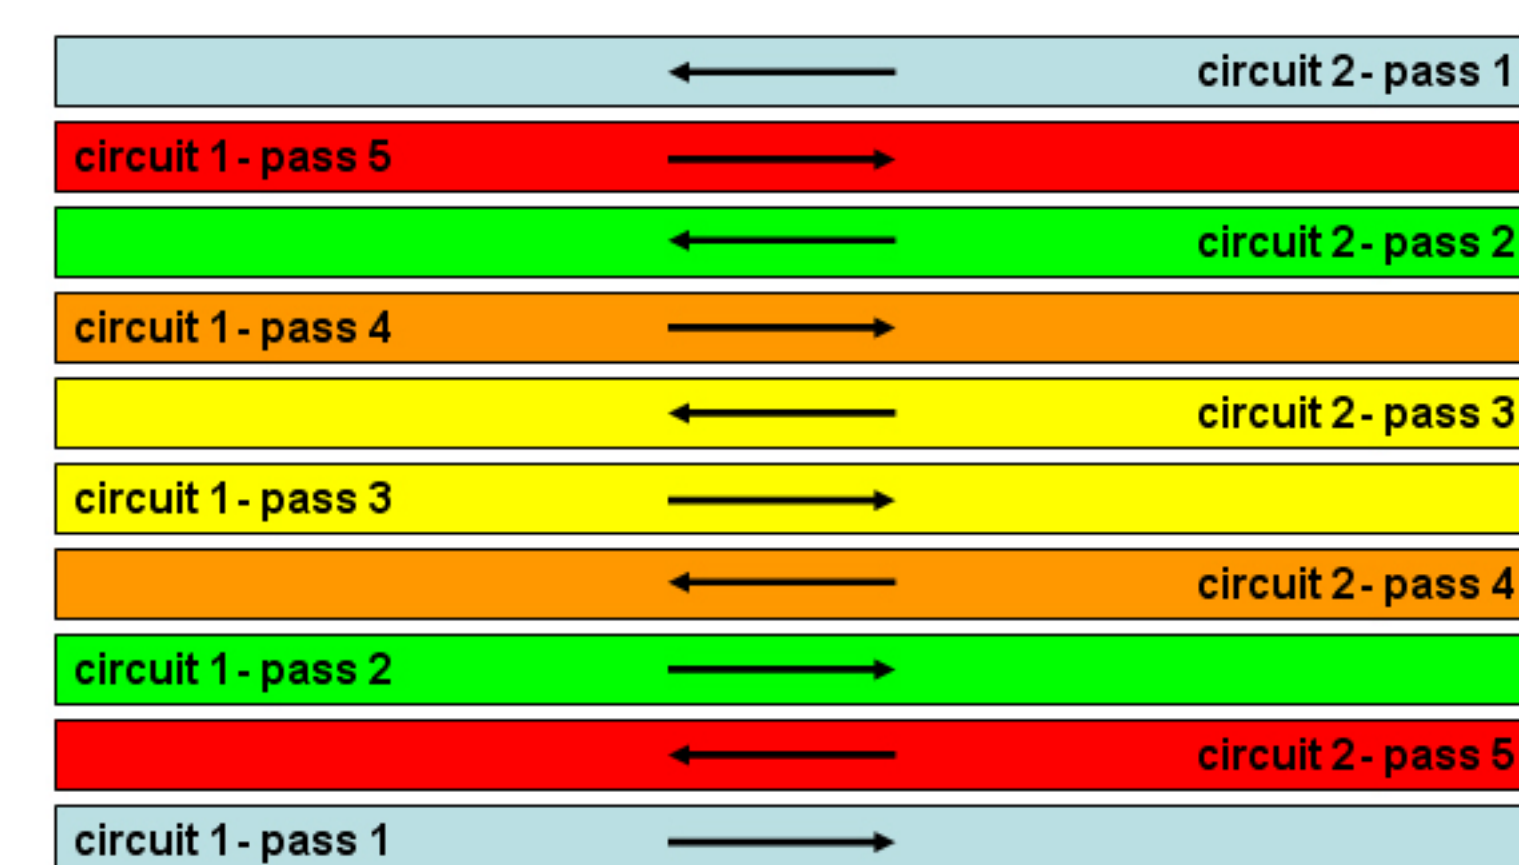 circuit 2 - pass 1
circuit 1 - pass 5
circuit 2 - pass 2
circuit 1 - pass 4
circuit 2 - pass 3
circuit 1 - pass 3
circuit 2 - pass 4
circuit 1 - pass 2
circuit 2 - pass 5
circuit 1 - pass 1